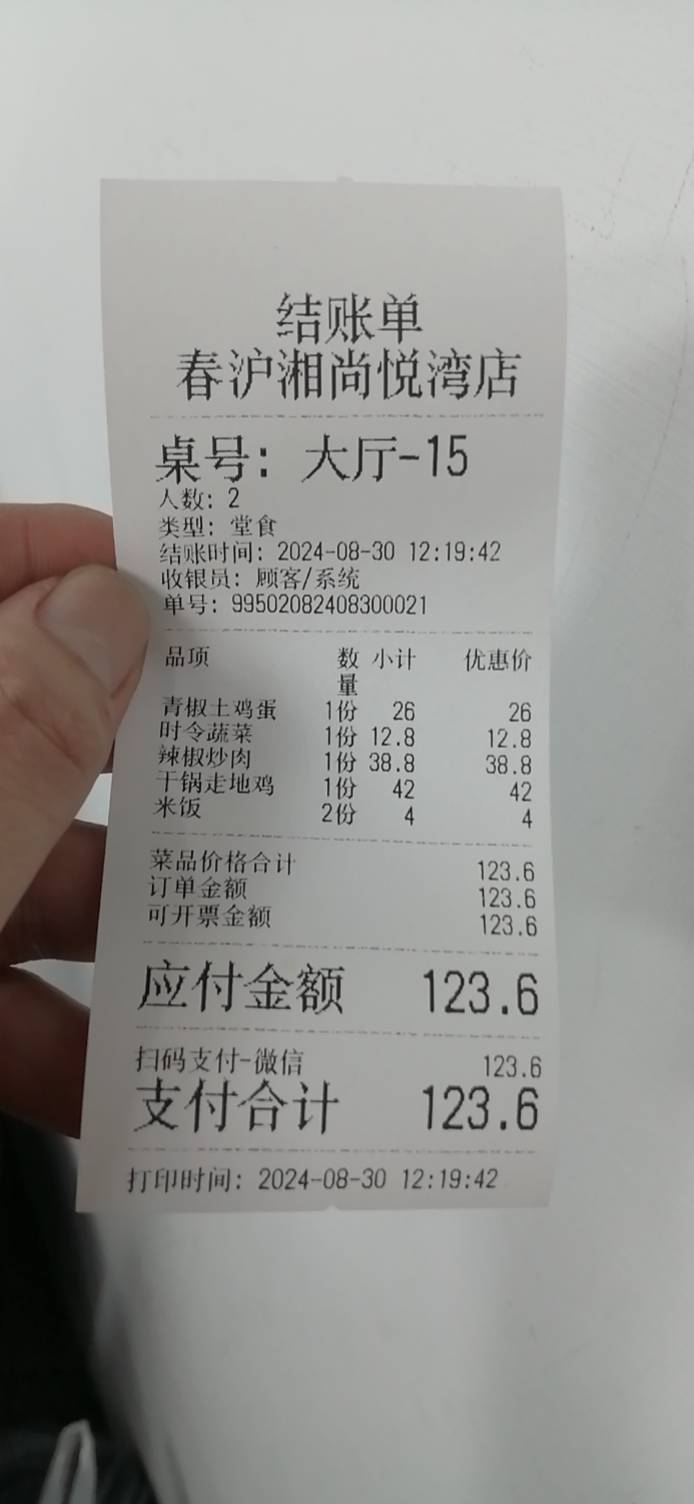 结账单
春沪湘尚悦湾店
桌号: 大厅-15
人数: 2
类型: 堂食
结账时间: 2024-08-30 12:19:42
收银员: 顾客/系统
单号: 99502082408300021
品项 数量 小计 优惠价
青椒土鸡蛋 1份 26 26
时令蔬菜 1份 12.8 12.8
辣椒炒肉 1份 38.8 38.8
干锅走地鸡 1份 42 42
米饭 2份 4 4
菜品价格合计 123.6
订单金额 123.6
可开票金额 123.6
应付金额 123.6
扫码支付-微信 123.6
支付合计 123.6
打印时间: 2024-08-30 12:19:42